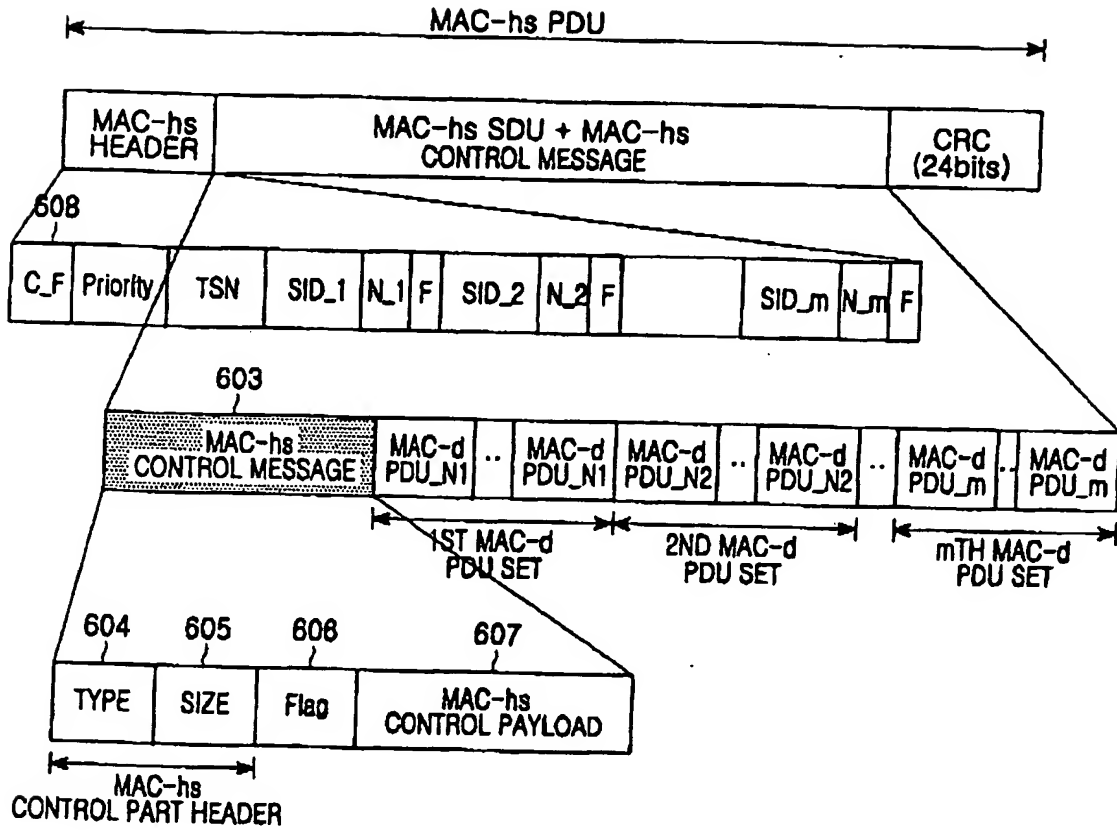 MAC-hs PDU
MAC-hs
HEADER
MAC-hs SDU + MAC-hs
CONTROL MESSAGE
CRC
(24bits)
608
C_F
Priority
TSN
SID_1
N_1
F
SID_2
N_2
F
SID_m
N_m
F
603
MAC-hs
CONTROL MESSAGE
MAC-d
PDU_N1
..
MAC-d
PDU_N1
MAC-d
PDU_N2
..
MAC-d
PDU_N2
..
MAC-d
PDU_m
..
MAC-d
PDU_m
1ST MAC-d
PDU SET
2ND MAC-d
PDU SET
mTH MAC-d
PDU SET
604
605
606
607
TYPE
SIZE
Flag
MAC-hs
CONTROL PAYLOAD
MAC-hs
CONTROL PART HEADER